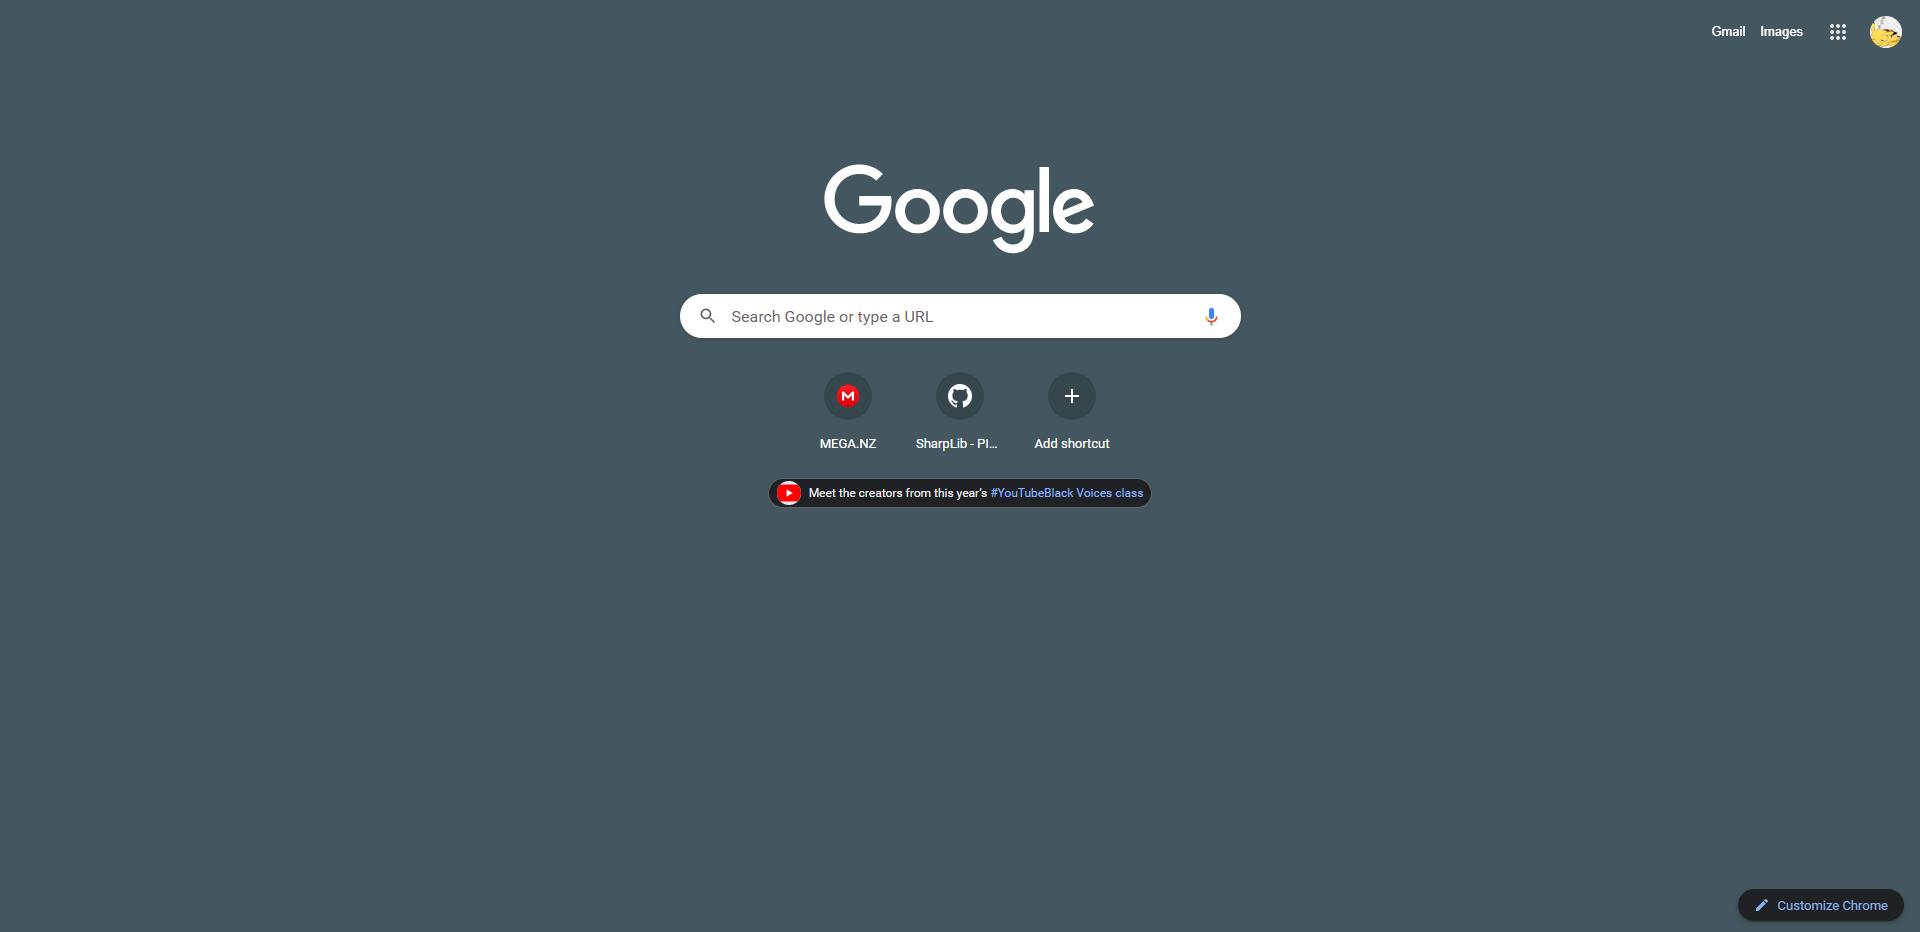 Gmail Images
Google
Search Google or type a URL
MEGA.NZ SharpLib - Pl... Add shortcut
Meet the creators from this year's #YouTubeBlack Voices class
Customize Chrome